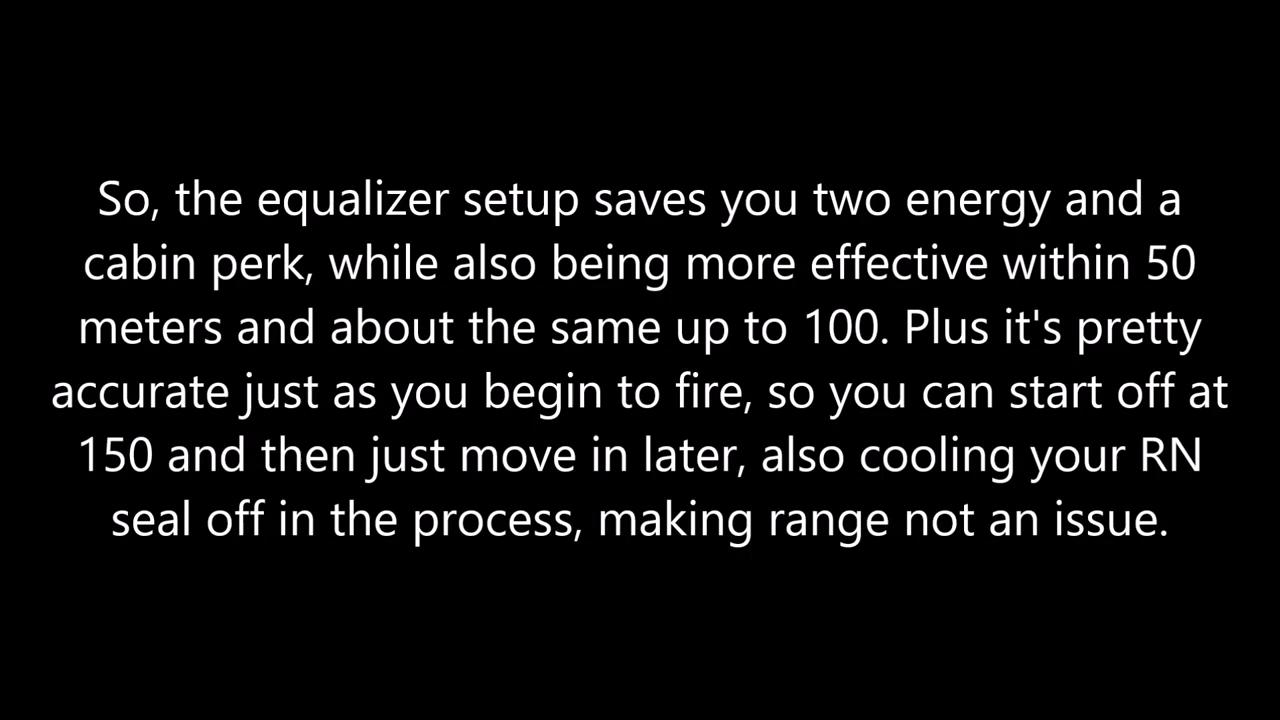 So, the equalizer setup saves you two energy and a
cabin perk, while also being more effective within 50
meters and about the same up to 100. Plus it's pretty
accurate just as you begin to fire, so you can start off at
150 and then just move in later, also cooling your RN
seal off in the process, making range not an issue.